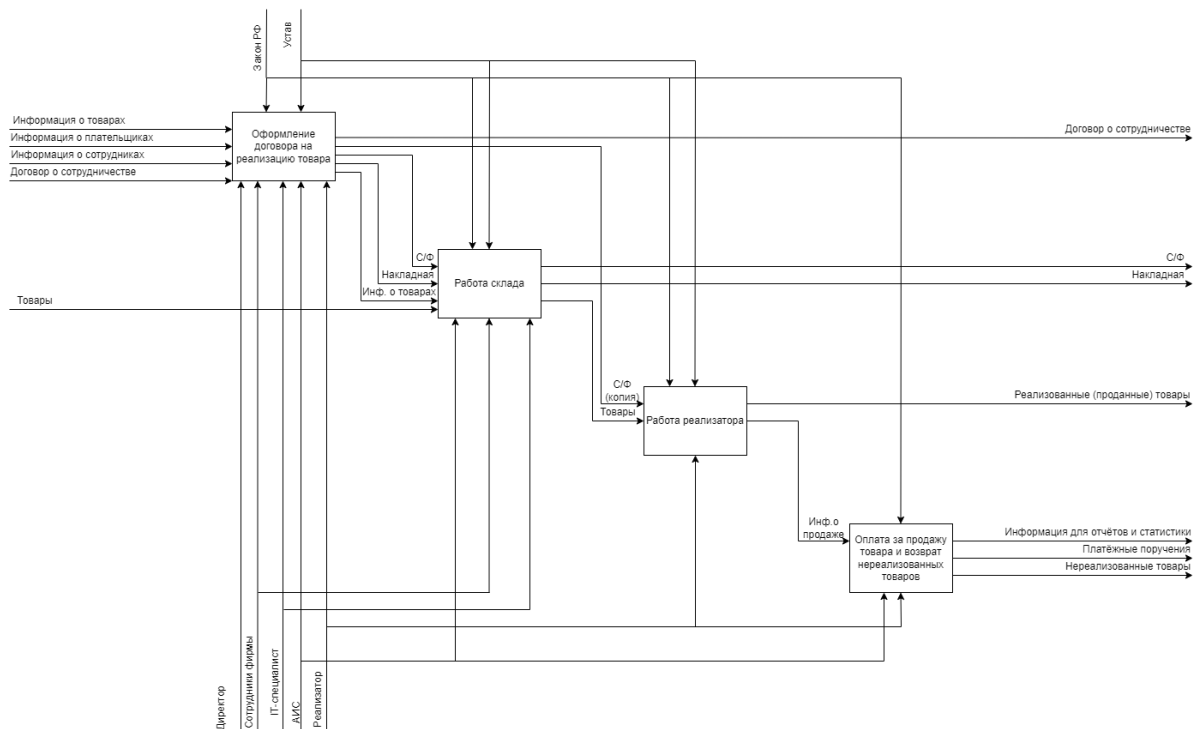 Закон РФ
Устав
Информация о товарах
Информация о плательщиках
Информация о сотрудниках
Договор о сотрудничестве
Оформление
договора на
реализацию товара
Договор о сотрудничестве
С/Ф
Накладная
Инф. о товарах
Товары
Работа склада
С/Ф
Накладная
С/Ф
(копия)
Товары
Работа реализатора
Реализованные (проданные) товары
Инф.о
продаже
Оплата за продажу
товара и возврат
нереализованных
товаров
Информация для отчётов и статистики
Платёжные поручения
Нереализованные товары
Директор
Сотрудники фирмы
IT-специалист
АИС
Реализатор